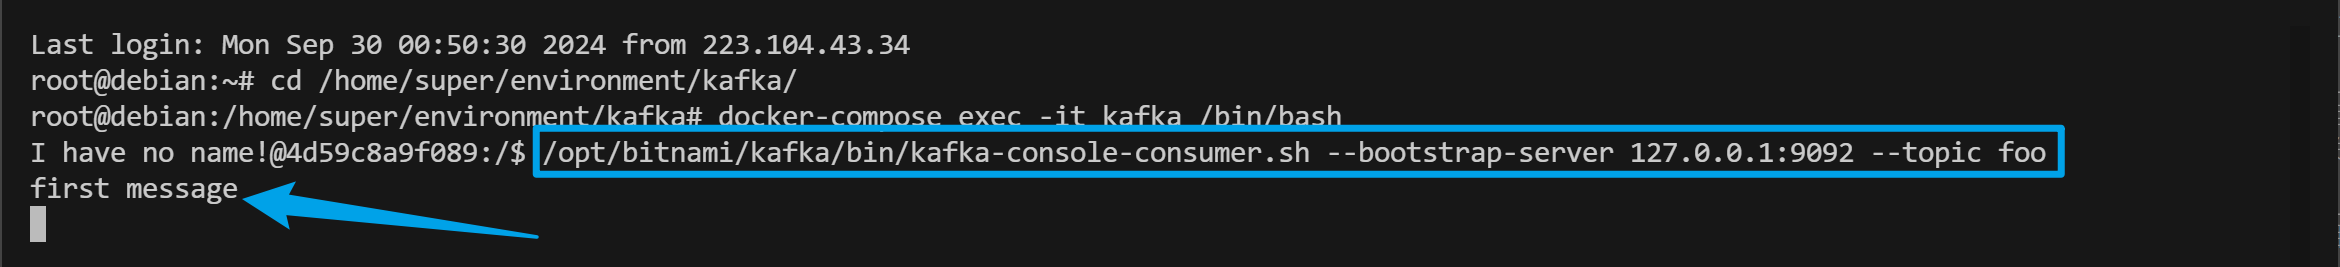 Last login: Mon Sep 30 00:50:30 2024 from 223.104.43.34
root@debian:~# cd /home/super/environment/kafka/
root@debian:/home/super/environment/kafka# docker-compose exec -it kafka /bin/bash
I have no name!@4d59c8a9f089:/$ /opt/bitnami/kafka/bin/kafka-console-consumer.sh --bootstrap-server 127.0.0.1:9092 --topic foo
first message